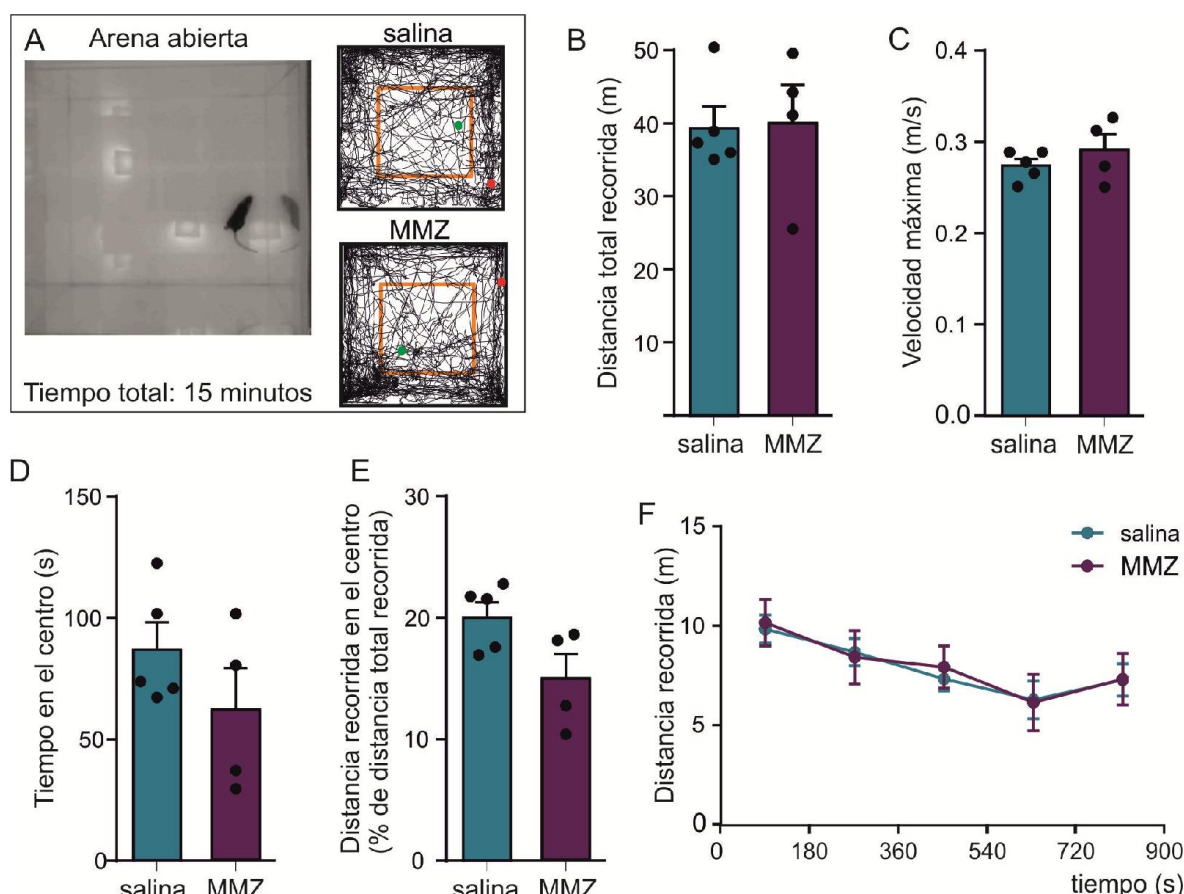 A
Arena abierta
salina
MMZ
Tiempo total: 15 minutos
B
Distancia total recorrida (m)
50
40
30
20
10
salina
MMZ
C
Velocidad máxima (m/s)
0.4
0.3
0.2
0.1
0.0
salina
MMZ
D
Tiempo en el centro (s)
150
100
50
0
salina
MMZ
E
Distancia recorrida en el centro
(% de distancia total recorrida)
30
20
10
0
salina
MMZ
F
Distancia recorrida (m)
15
10
5
0
salina
MMZ
0 180 360 540 720 900
tiempo (s)